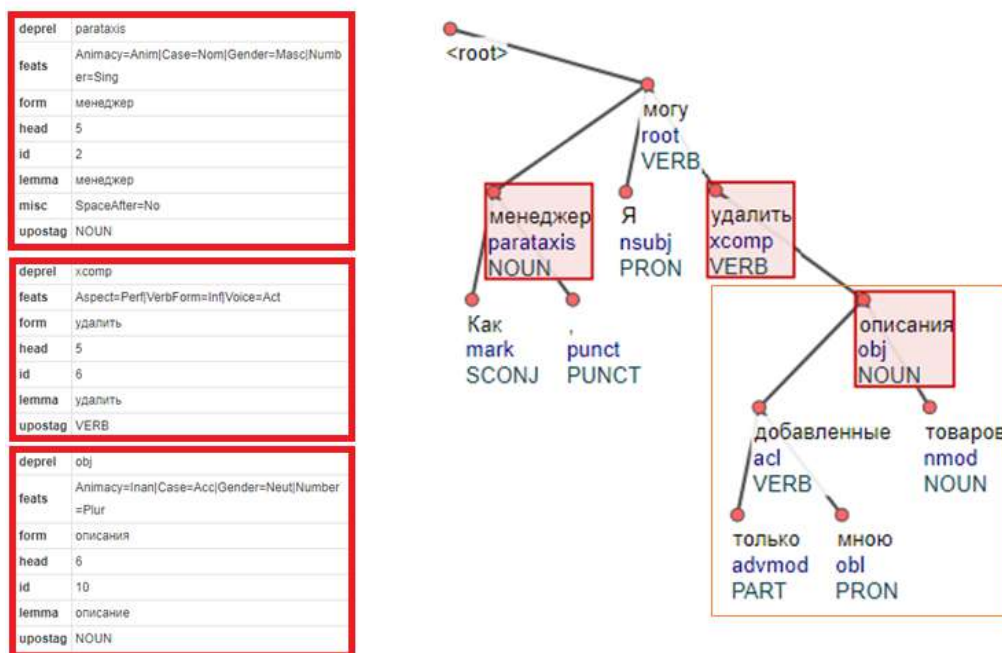 deprel parataxis
feats Animacy=Anim|Case=Nom|Gender=Masc|Numb
er=Sing
form менеджер
head 5
id 2
lemma менеджер
misc SpaceAfter=No
upostag NOUN
deprel xcomp
feats Aspect=Perf|VerbForm=Inf|Voice=Act
form удалить
head 5
id 6
lemma удалить
upostag VERB
deprel obj
feats Animacy=Inan|Case=Acc|Gender=Neut|Number
=Plur
form описания
head 6
id 10
lemma описание
upostag NOUN
<root>
могу
root
VERB
менеджер
parataxis
NOUN
Я
nsubj
PRON
удалить
xcomp
VERB
Как
mark
SCONJ
,
punct
PUNCT
описания
obj
NOUN
добавленные
acl
VERB
товаров
nmod
NOUN
только
advmod
PART
мною
obl
PRON